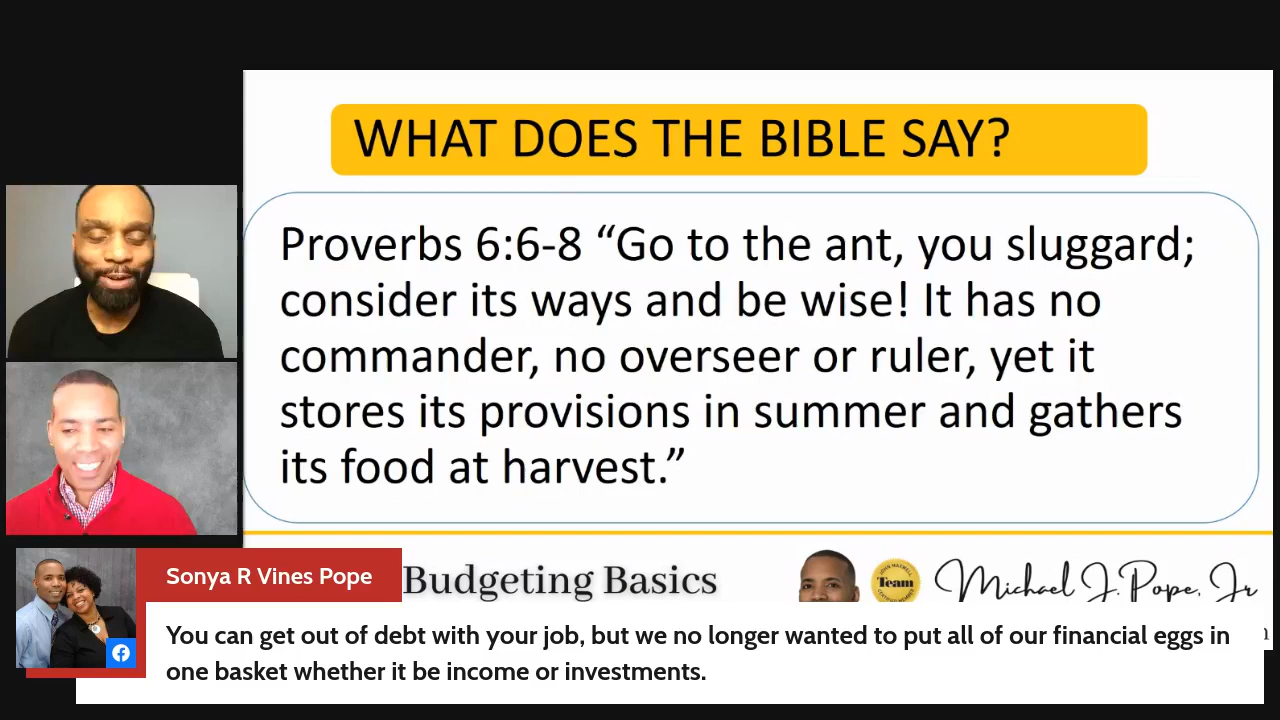 WHAT DOES THE BIBLE SAY?
Proverbs 6:6-8 “Go to the ant, you sluggard;
consider its ways and be wise! It has no
commander, no overseer or ruler, yet it
stores its provisions in summer and gathers
its food at harvest.”
Budgeting Basics
Team
Michael J. Pope, Jr
Sonya R Vines Pope
You can get out of debt with your job, but we no longer wanted to put all of our financial eggs in
one basket whether it be income or investments.